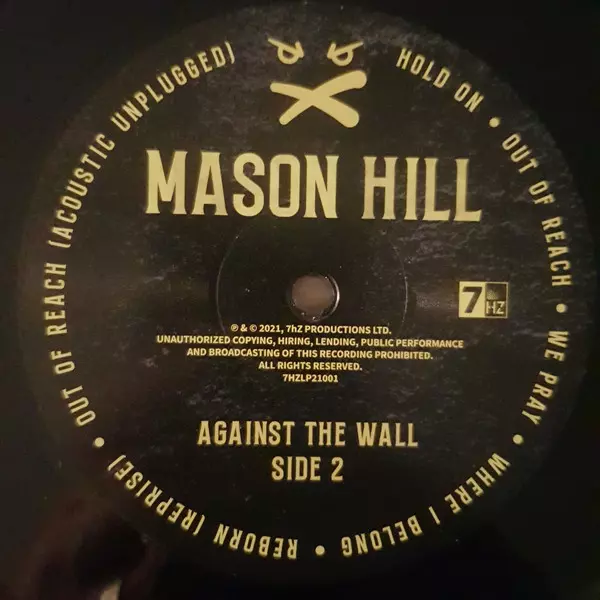 HOLD ON • OUT OF REACH • WE PRAY • WHERE I BELONG • REBORN (REPRISE) • OUT OF REACH (ACOUSTIC UNPLUGGED)
MASON HILL
7HZ
℗ & © 2021, 7hZ PRODUCTIONS LTD.
UNAUTHORIZED COPYING, HIRING, LENDING, PUBLIC PERFORMANCE
AND BROADCASTING OF THIS RECORDING PROHIBITED.
ALL RIGHTS RESERVED.
7HZLP21001
AGAINST THE WALL
SIDE 2